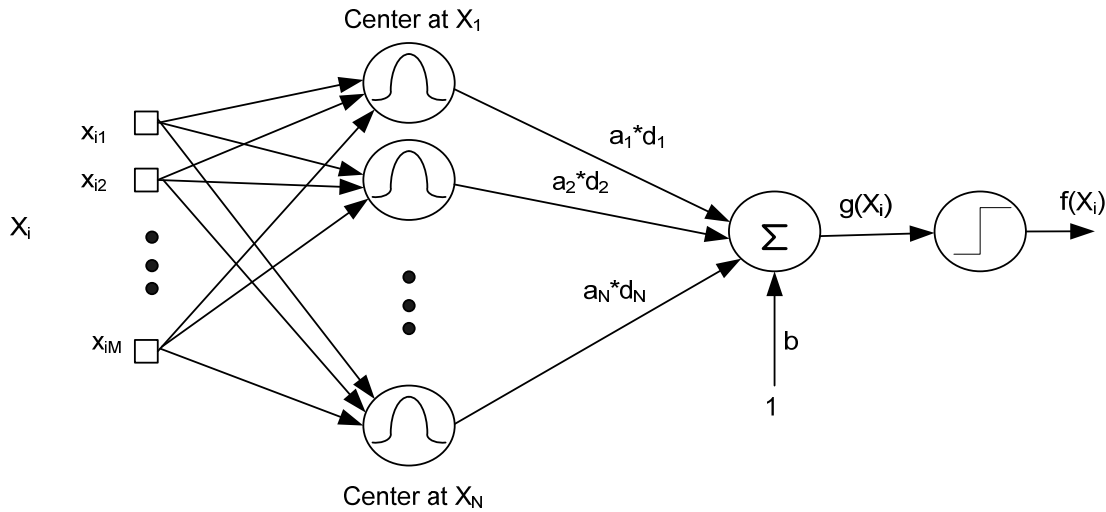 Center at X₁
xᵢ₁
xᵢ₂
Xᵢ
xᵢM
a₁*d₁
a₂*d₂
aN*dN
Σ
g(Xᵢ)
f(Xᵢ)
b
1
Center at XN